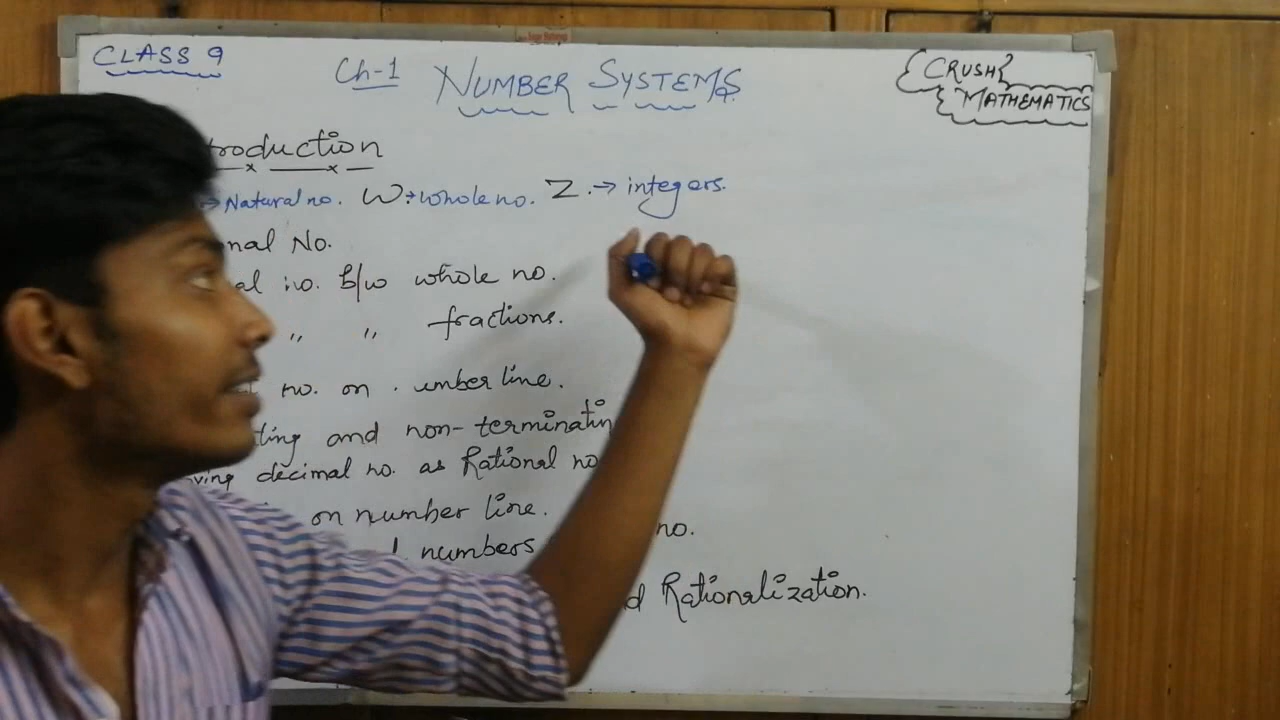 CLASS 9
Ch-1 NUMBER SYSTEMS
CRUSH
MATHEMATICS
troduction
→ Natural no. W → whole no. Z → integers.
nal No.
al no. b/w whole no.
" " fractions.
no. on umber line.
ting and non-terminatin
ving decimal no. as Rational no
on number line.
numbers no.
d Rationalization.